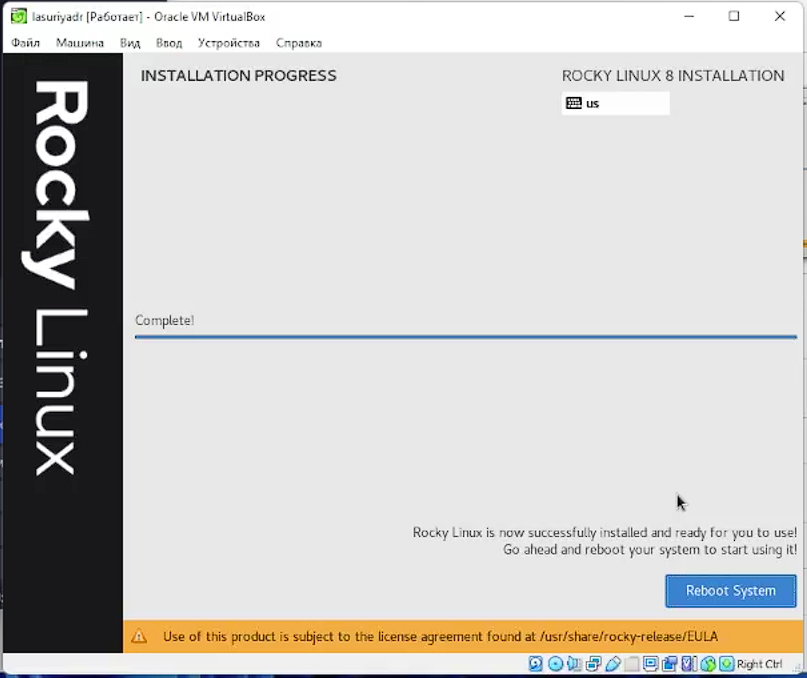 lasuriyadr [Работает] - Oracle VM VirtualBox
Файл Машина Вид Ввод Устройства Справка
Rocky Linux
INSTALLATION PROGRESS
ROCKY LINUX 8 INSTALLATION
us
Complete!
Rocky Linux is now successfully installed and ready for you to use!
Go ahead and reboot your system to start using it!
Reboot System
Use of this product is subject to the license agreement found at /usr/share/rocky-release/EULA
Right Ctrl